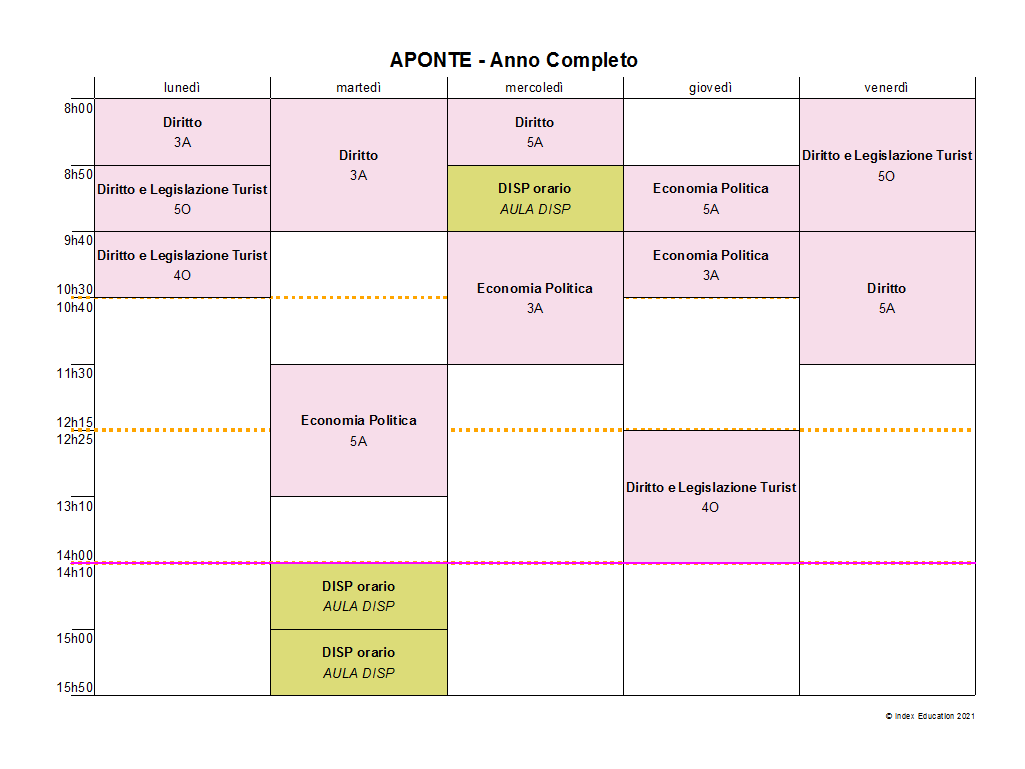 APONTE - Anno Completo
lunedì martedì mercoledì giovedì venerdì
8h00
8h50
9h40
10h30
10h40
11h30
12h15
12h25
13h10
14h00
14h10
15h00
15h50
Diritto
3A
Diritto e Legislazione Turist
5O
Diritto e Legislazione Turist
4O
Diritto
3A
Economia Politica
5A
DISP orario
AULA DISP
DISP orario
AULA DISP
Diritto
5A
DISP orario
AULA DISP
Economia Politica
3A
Economia Politica
5A
Economia Politica
3A
Diritto e Legislazione Turist
4O
Diritto e Legislazione Turist
5O
Diritto
5A
© Index Education 2021